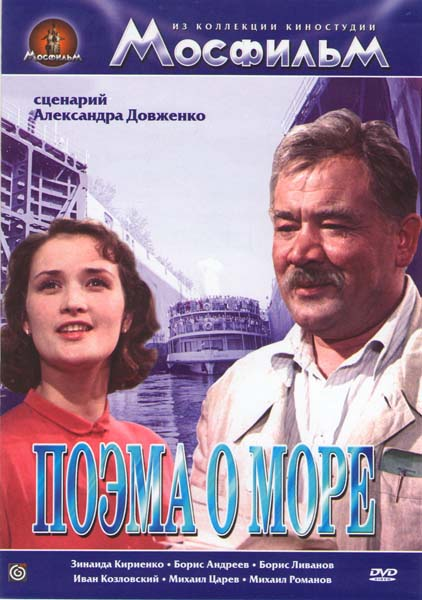 ИЗ КОЛЛЕКЦИИ КИНОСТУДИИ
МОСФИЛЬМ
МОСФИЛЬМ
сценарий
Александра Довженко
ПОЭМА О МОРЕ
Зинаида Кириенко • Борис Андреев • Борис Ливанов
Иван Козловский • Михаил Царев • Михаил Романов
DVD
VIDEO